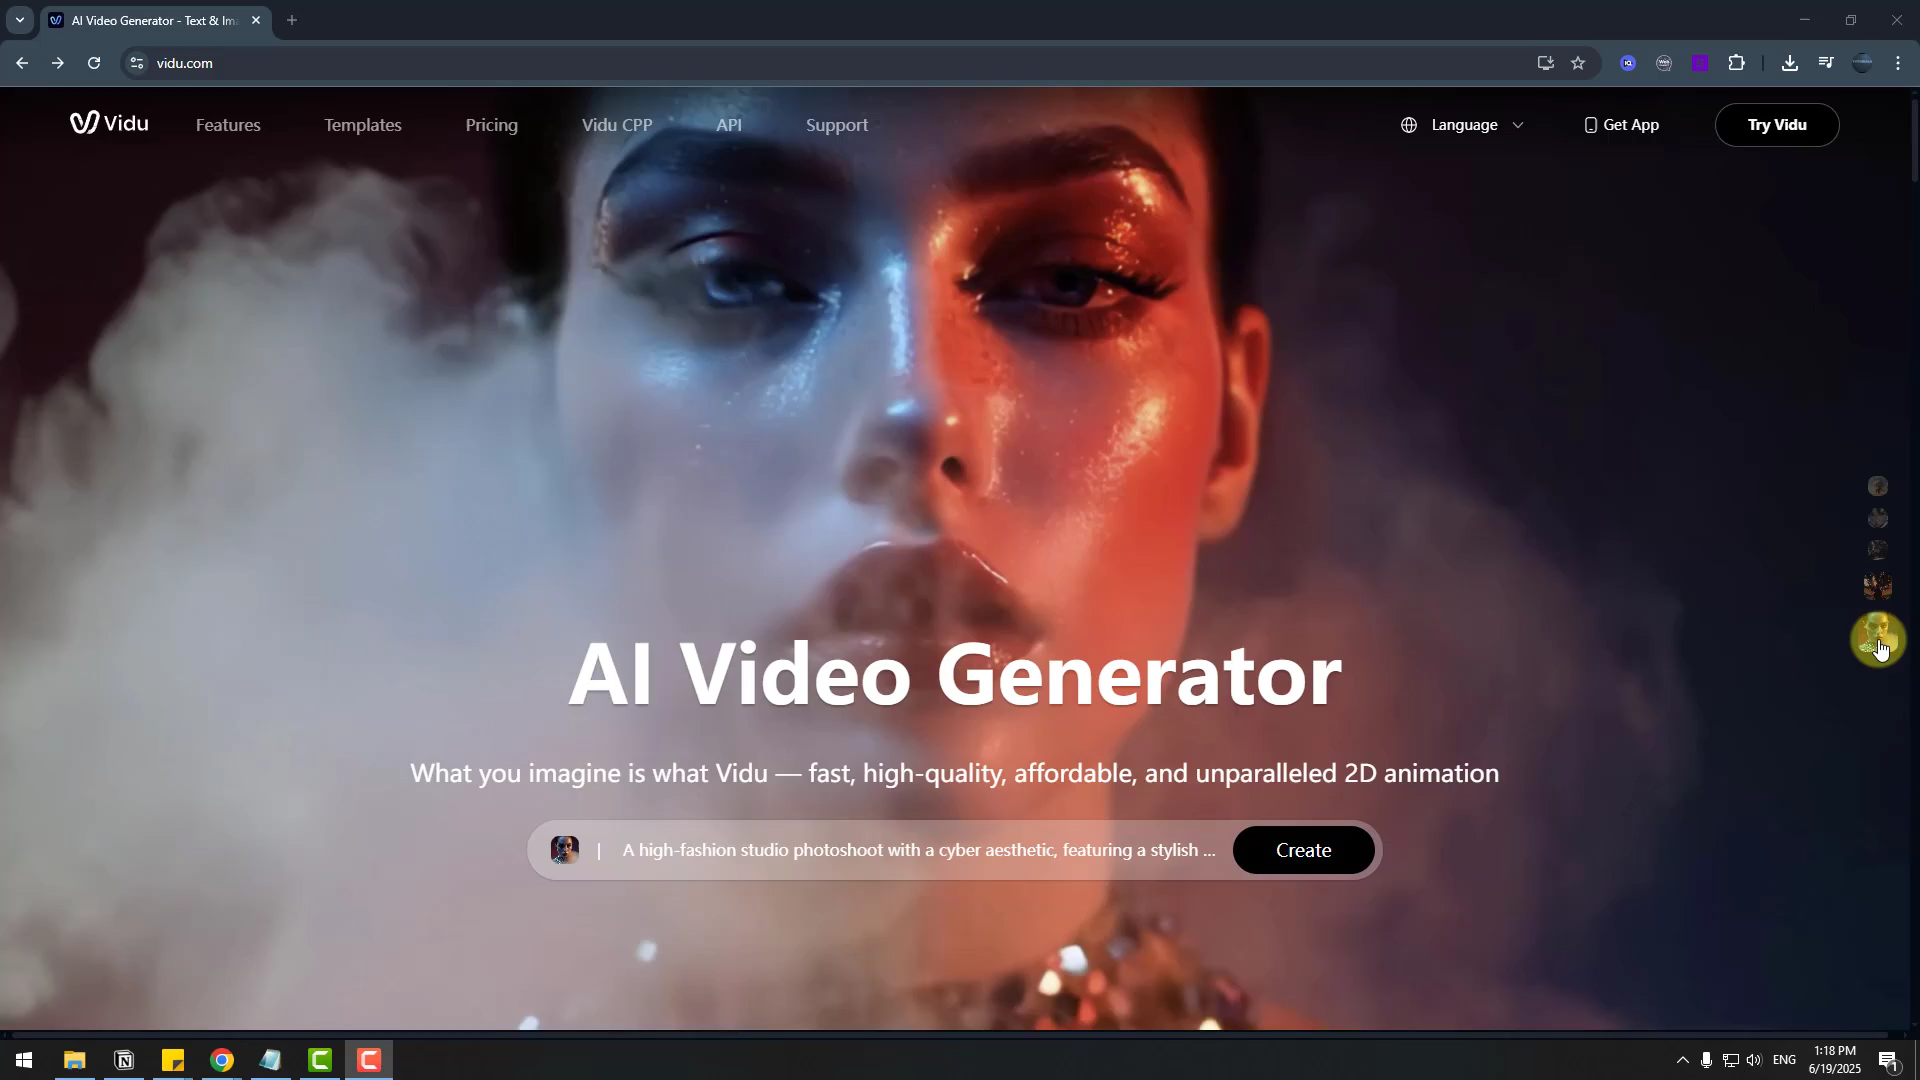 AI Video Generator - Text & Ima
vidu.com
Vidu
Features
Templates
Pricing
Vidu CPP
API
Support
Language
Get App
Try Vidu
AI Video Generator
What you imagine is what Vidu — fast, high-quality, affordable, and unparalleled 2D animation
| A high-fashion studio photoshoot with a cyber aesthetic, featuring a stylish ...
Create
ENG
1:18 PM
6/19/2025
1